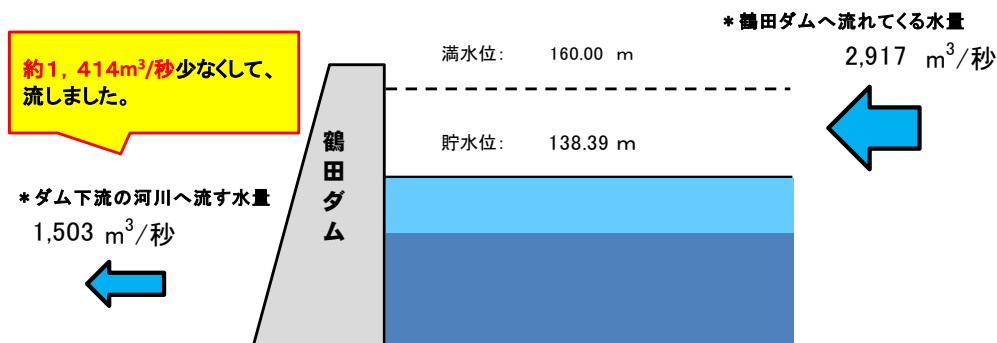 *鶴田ダムへ流れてくる水量
2,917 m³/秒
満水位: 160.00 m
約1, 414m³/秒少なくして、
流しました。
貯水位: 138.39 m
鶴田ダム
*ダム下流の河川へ流す水量
1,503 m³/秒